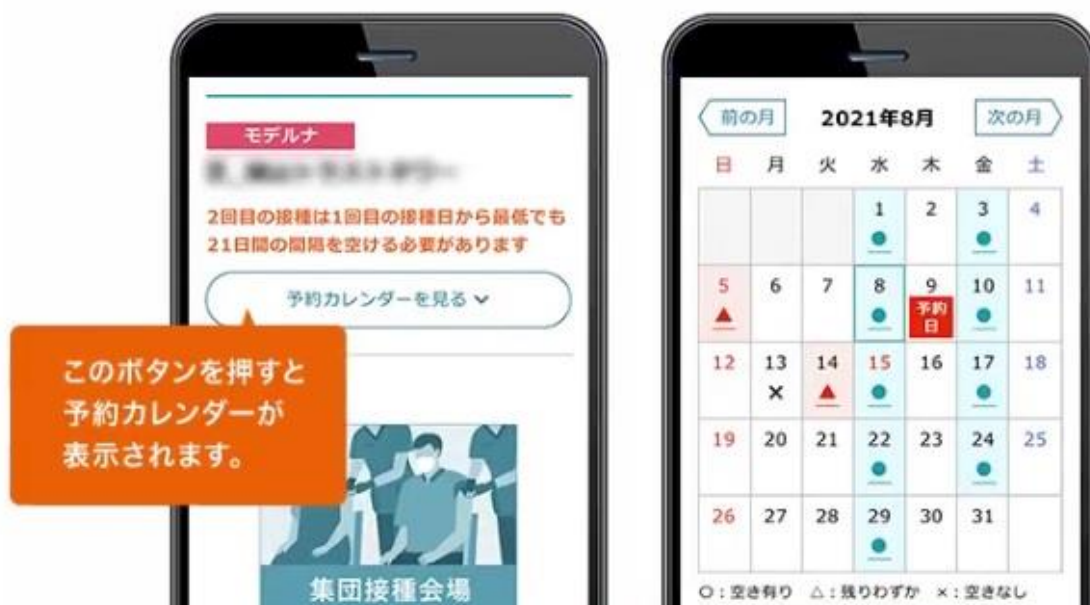 モデルナ
2回目の接種は1回目の接種日から最低でも
21日間の間隔を空ける必要があります
予約カレンダーを見る
このボタンを押すと
予約カレンダーが
表示されます。
集団接種会場
前の月 2021年8月 次の月
日 月 火 水 木 金 土
1 2 3 4
● ●
5 6 7 8 9 10 11
▲ ● 予約日 ●
12 13 14 15 16 17 18
× ▲ ● ●
19 20 21 22 23 24 25
● ●
26 27 28 29 30 31
●
○：空き有り △：残りわずか ×：空きなし